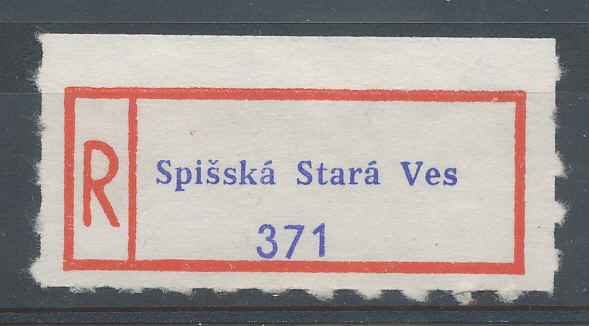 R
Spišská Stará Ves
371